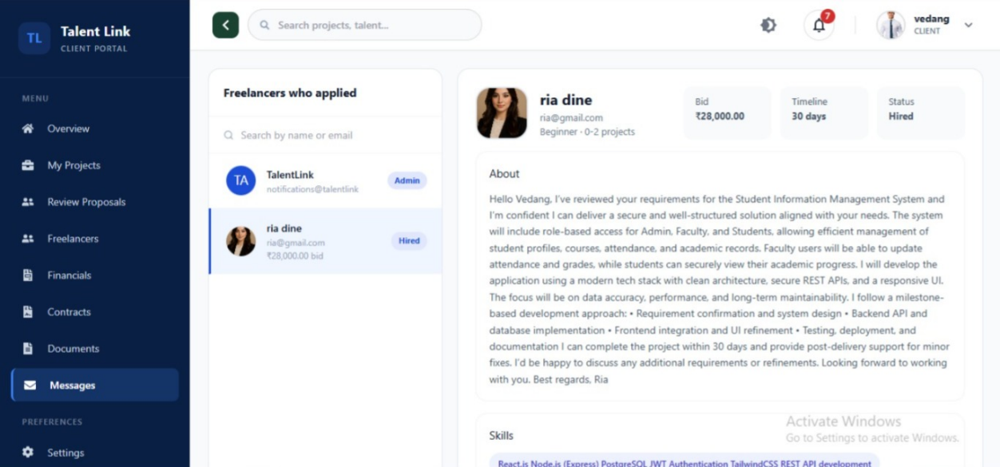 TL
Talent Link
CLIENT PORTAL
MENU
Overview
My Projects
Review Proposals
Freelancers
Financials
Contracts
Documents
Messages
PREFERENCES
Settings
Search projects, talent...
7
vedang
CLIENT
Freelancers who applied
Search by name or email
TA
TalentLink
notifications@talentlink
Admin
ria dine
ria@gmail.com
₹28,000.00 bid
Hired
ria dine
ria@gmail.com
Beginner · 0-2 projects
Bid
₹28,000.00
Timeline
30 days
Status
Hired
About
Hello Vedang, I've reviewed your requirements for the Student Information Management System and
I'm confident I can deliver a secure and well-structured solution aligned with your needs. The system
will include role-based access for Admin, Faculty, and Students, allowing efficient management of
student profiles, courses, attendance, and academic records. Faculty users will be able to update
attendance and grades, while students can securely view their academic progress. I will develop the
application using a modern tech stack with clean architecture, secure REST APIs, and a responsive UI.
The focus will be on data accuracy, performance, and long-term maintainability. I follow a milestone-
based development approach: • Requirement confirmation and system design • Backend API and
database implementation • Frontend integration and UI refinement • Testing, deployment, and
documentation I can complete the project within 30 days and provide post-delivery support for minor
fixes. I'd be happy to discuss any additional requirements or refinements. Looking forward to working
with you. Best regards, Ria
Skills
React.js Node.js (Express) PostgreSQL JWT Authentication TailwindCSS REST API development
Activate Windows
Go to Settings to activate Windows.